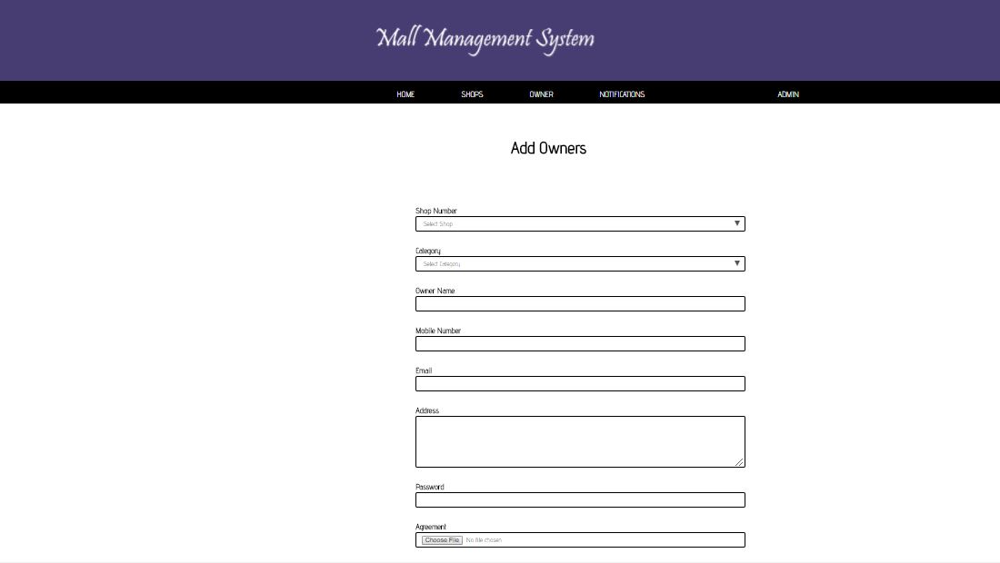 Mall Management System
HOME SHOPS OWNER NOTIFICATIONS ADMIN
Add Owners
Shop Number
Select Shop
Category
Select Category
Owner Name
Mobile Number
Email
Address
Password
Agreement
Choose File No file chosen